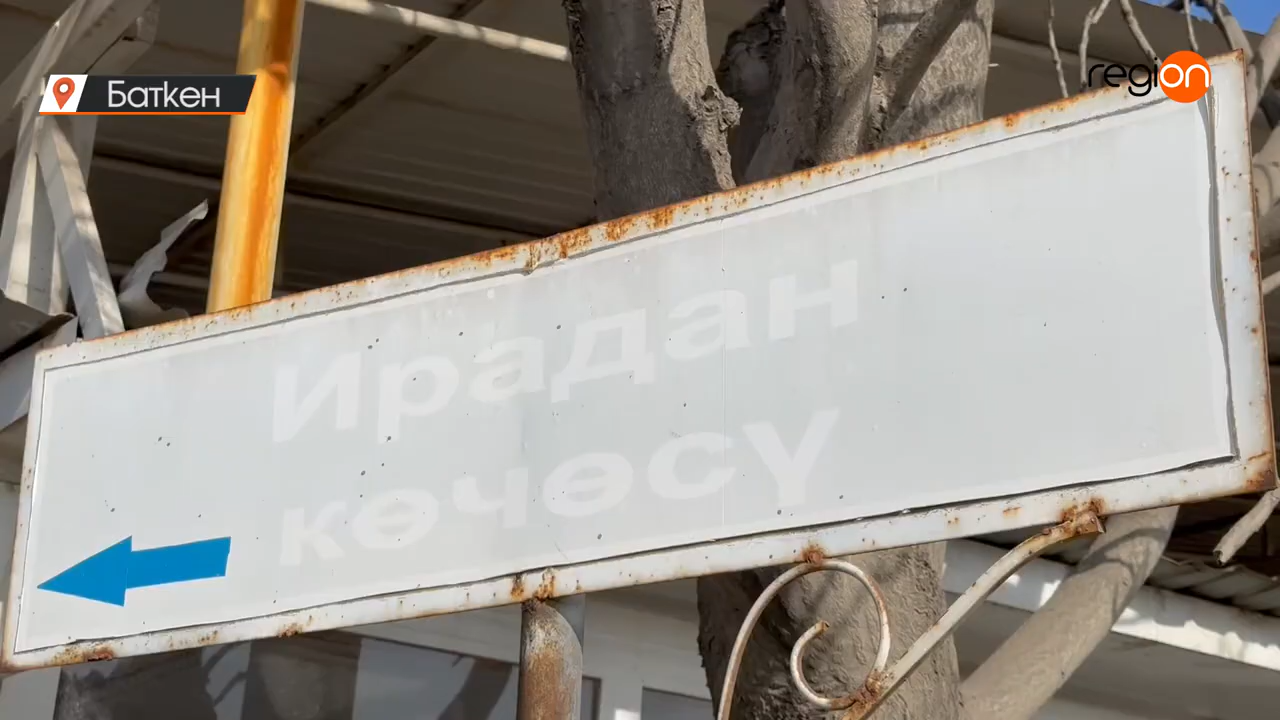 Баткен
region
Ирадан
көчөсү